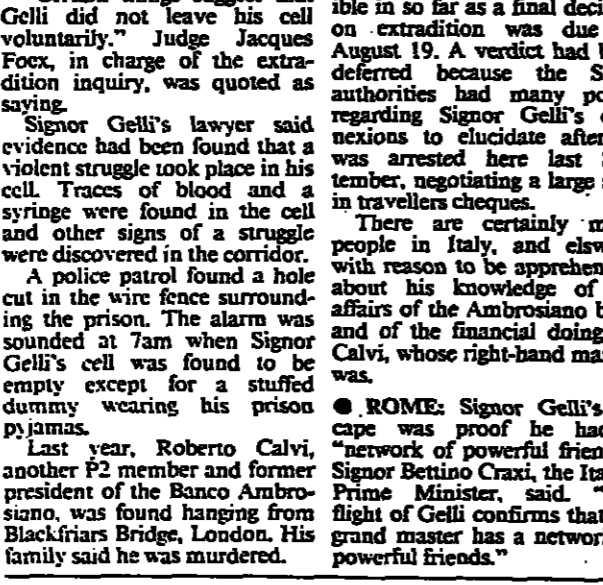 Gelli did not leave his cell
voluntarily." Judge Jacques
Foex, in charge of the extra-
dition inquiry, was quoted as
saying.
Signor Gelli's lawyer said
evidence had been found that a
violent struggle took place in his
cell. Traces of blood and a
syringe were found in the cell
and other signs of a struggle
were discovered in the corridor.
A police patrol found a hole
cut in the wire fence surround-
ing the prison. The alarm was
sounded at 7am when Signor
Gelli's cell was found to be
empty except for a stuffed
dummy wearing his prison
pyjamas.
Last year, Roberto Calvi,
another P2 member and former
president of the Banco Ambro-
siano, was found hanging from
Blackfriars Bridge, London. His
family said he was murdered.
ible in so far as a final deci
on extradition was due
August 19. A verdict had
deferred because the S
authorities had many po
regarding Signor Gelli's
nexions to elucidate after
was arrested here last
tember, negotiating a large
in travellers cheques.
There are certainly m
people in Italy, and elsw
with reason to be apprehen
about his knowledge of
affairs of the Ambrosiano b
and of the financial doing
Calvi, whose right-hand ma
was.
● ROME: Signor Gelli's
cape was proof he ha
"network of powerful frien
Signor Bettino Craxi, the Ita
Prime Minister, said. "
flight of Gelli confirms that
grand master has a networ
powerful friends."